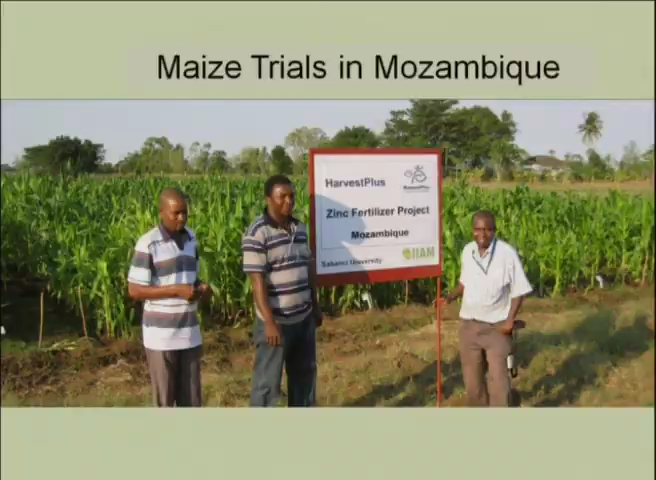 Maize Trials in Mozambique
HarvestPlus
Zinc Fertilizer Project
Mozambique
Sabanci University
IIAM